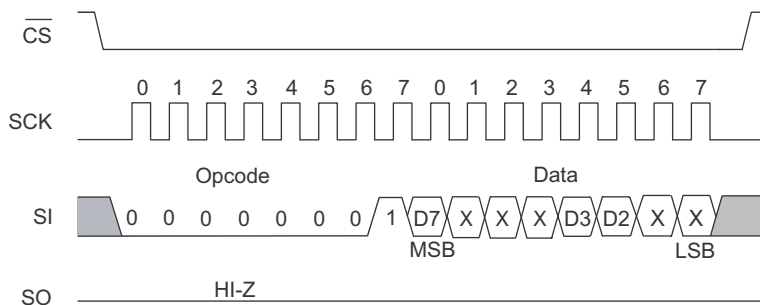 CS
0 1 2 3 4 5 6 7 0 1 2 3 4 5 6 7
SCK
Opcode Data
SI 0 0 0 0 0 0 0 1 D7 X X X D3 D2 X X
MSB LSB
HI-Z
SO